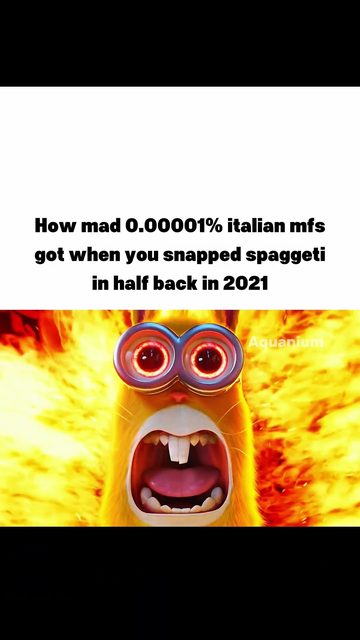 How mad 0.00001% italian mfs
got when you snapped spaggeti
in half back in 2021
Aquanium